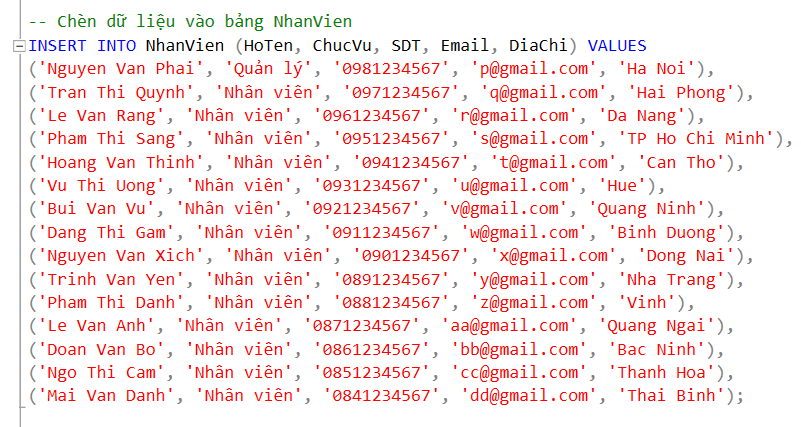 -- Chèn dữ liệu vào bảng NhanVien
INSERT INTO NhanVien (HoTen, ChucVu, SDT, Email, DiaChi) VALUES
('Nguyen Van Phai', 'Quản lý', '0981234567', 'p@gmail.com', 'Ha Noi'),
('Tran Thi Quynh', 'Nhân viên', '0971234567', 'q@gmail.com', 'Hai Phong'),
('Le Van Rang', 'Nhân viên', '0961234567', 'r@gmail.com', 'Da Nang'),
('Pham Thi Sang', 'Nhân viên', '0951234567', 's@gmail.com', 'TP Ho Chi Minh'),
('Hoang Van Thinh', 'Nhân viên', '0941234567', 't@gmail.com', 'Can Tho'),
('Vu Thi Uong', 'Nhân viên', '0931234567', 'u@gmail.com', 'Hue'),
('Bui Van Vu', 'Nhân viên', '0921234567', 'v@gmail.com', 'Quang Ninh'),
('Dang Thi Gam', 'Nhân viên', '0911234567', 'w@gmail.com', 'Binh Duong'),
('Nguyen Van Xich', 'Nhân viên', '0901234567', 'x@gmail.com', 'Dong Nai'),
('Trinh Van Yen', 'Nhân viên', '0891234567', 'y@gmail.com', 'Nha Trang'),
('Pham Thi Danh', 'Nhân viên', '0881234567', 'z@gmail.com', 'Vinh'),
('Le Van Anh', 'Nhân viên', '0871234567', 'aa@gmail.com', 'Quang Ngai'),
('Doan Van Bo', 'Nhân viên', '0861234567', 'bb@gmail.com', 'Bac Ninh'),
('Ngo Thi Cam', 'Nhân viên', '0851234567', 'cc@gmail.com', 'Thanh Hoa'),
('Mai Van Danh', 'Nhân viên', '0841234567', 'dd@gmail.com', 'Thai Binh');